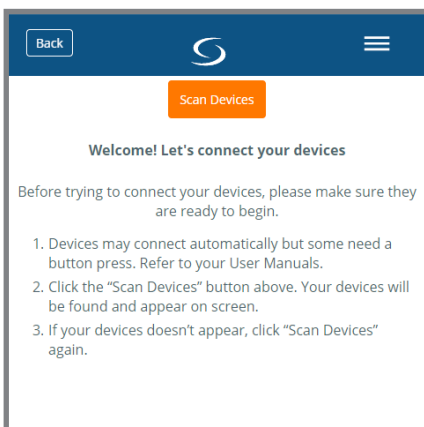 Back
Scan Devices
Welcome! Let's connect your devices
Before trying to connect your devices, please make sure they
are ready to begin.
1. Devices may connect automatically but some need a
button press. Refer to your User Manuals.
2. Click the “Scan Devices” button above. Your devices will
be found and appear on screen.
3. If your devices doesn’t appear, click “Scan Devices”
again.